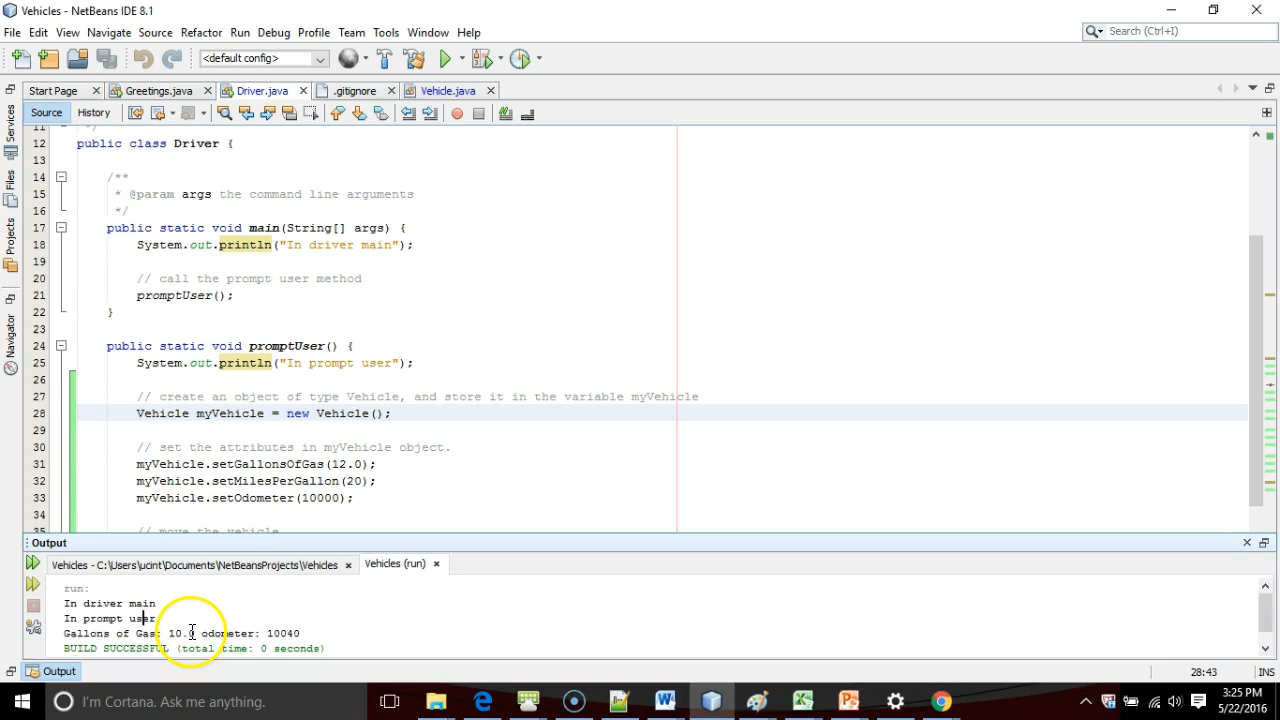 Vehicles - NetBeans IDE 8.1
File Edit View Navigate Source Refactor Run Debug Profile Team Tools Window Help
Search (Ctrl+I)
<default config>
Start Page Greetings.java Driver.java .gitignore Vehicle.java
Source History
11 */
12 public class Driver {
13
14 /**
15 * @param args the command line arguments
16 */
17 public static void main(String[] args) {
18 System.out.println("In driver main");
19
20 // call the prompt user method
21 promptUser();
22 }
23
24 public static void promptUser() {
25 System.out.println("In prompt user");
26
27 // create an object of type Vehicle, and store it in the variable myVehicle
28 Vehicle myVehicle = new Vehicle();
29
30 // set the attributes in myVehicle object.
31 myVehicle.setGallonsOfGas(12.0);
32 myVehicle.setMilesPerGallon(20);
33 myVehicle.setOdometer(10000);
34
35 // move the vehicle
Services
Files
Projects
Navigator
Output
Vehicles - C:\Users\ucint\Documents\NetBeansProjects\Vehicles Vehicles (run)
run:
In driver main
In prompt user
Gallons of Gas: 10.0 odometer: 10040
BUILD SUCCESSFUL (total time: 0 seconds)
Output
28:43 INS
I'm Cortana. Ask me anything.
3:25 PM
5/22/2016